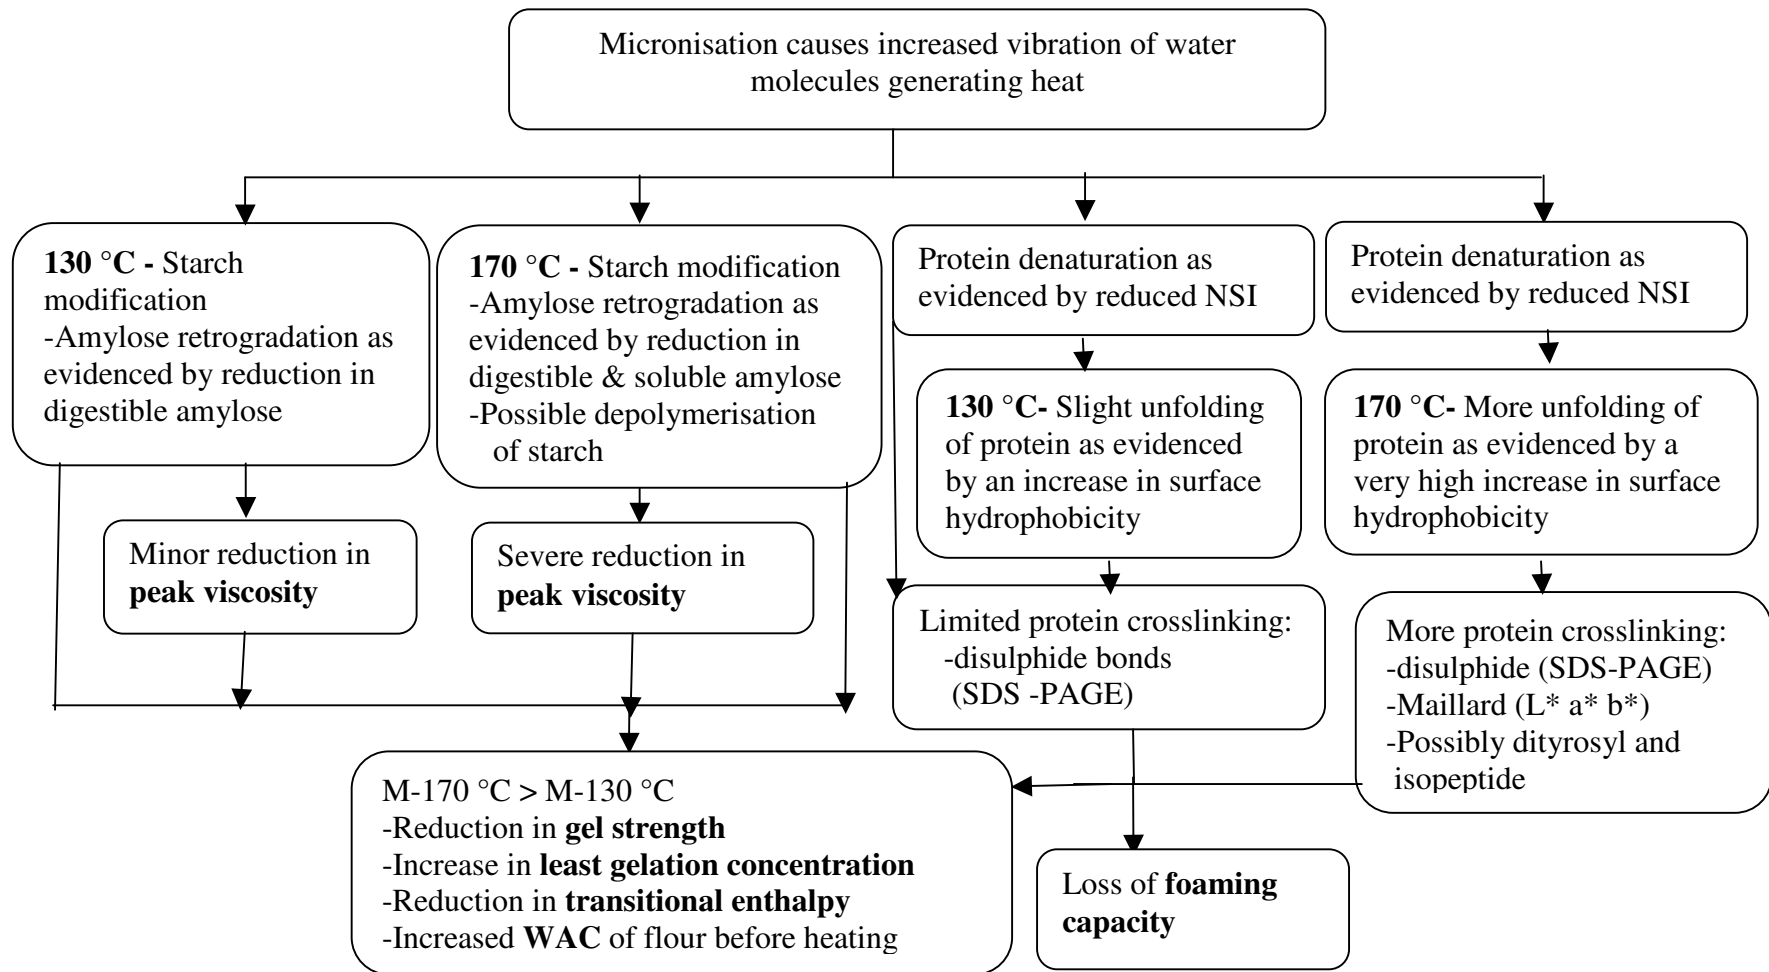 Micronisation causes increased vibration of water
molecules generating heat
130 °C - Starch
modification
-Amylose retrogradation as
evidenced by reduction in
digestible amylose
170 °C - Starch modification
-Amylose retrogradation as
evidenced by reduction in
digestible & soluble amylose
-Possible depolymerisation
of starch
Protein denaturation as
evidenced by reduced NSI
Protein denaturation as
evidenced by reduced NSI
130 °C- Slight unfolding
of protein as evidenced
by an increase in surface
hydrophobicity
170 °C- More unfolding of
protein as evidenced by a
very high increase in surface
hydrophobicity
Minor reduction in
peak viscosity
Severe reduction in
peak viscosity
Limited protein crosslinking:
-disulphide bonds
(SDS -PAGE)
More protein crosslinking:
-disulphide (SDS-PAGE)
-Maillard (L* a* b*)
-Possibly dityrosyl and
isopeptide
M-170 °C > M-130 °C
-Reduction in gel strength
-Increase in least gelation concentration
-Reduction in transitional enthalpy
-Increased WAC of flour before heating
Loss of foaming
capacity